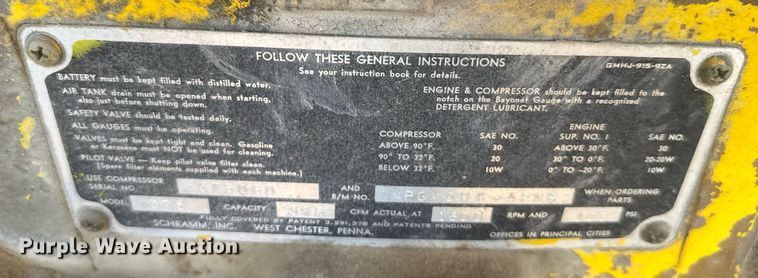 FOLLOW THESE GENERAL INSTRUCTIONS
GMHJ-915-9ZA
See your instruction book for details.
BATTERY must be kept filled with distilled water.
AIR TANK drain must be opened when starting,
also just before shutting down.
SAFETY VALVE should be tested daily.
ALL GAUGES must be operating.
VALVES must be kept tight and clean. Gasoline
or Kerosene must NOT be used for cleaning.
PILOT VALVE — Keep pilot valve filter clean.
(Spare filter elements supplied with each machine.)
ENGINE & COMPRESSOR should be kept filled to the
notch on the Bayonet Gauge with a recognized
DETERGENT LUBRICANT.
ENGINE
COMPRESSOR SAE NO. SUP. NO. 1 SAE NO.
ABOVE 90°F. 30 ABOVE 30°F. 30
90° TO 32°F. 20 30° TO 0°F. 20-20W
BELOW 32°F. 10W 0° TO -20°F. 10W
USE COMPRESSOR
SERIAL NO. AND
B/M NO. WHEN ORDERING
PARTS
MODEL CAPACITY CFM ACTUAL AT RPM AND PSI
FULLY COVERED BY PATENT 3,291,376 AND PATENTS PENDING
SCHRAMM, INC. WEST CHESTER, PENNA. OFFICES IN PRINCIPAL CITIES
Purple Wave Auction